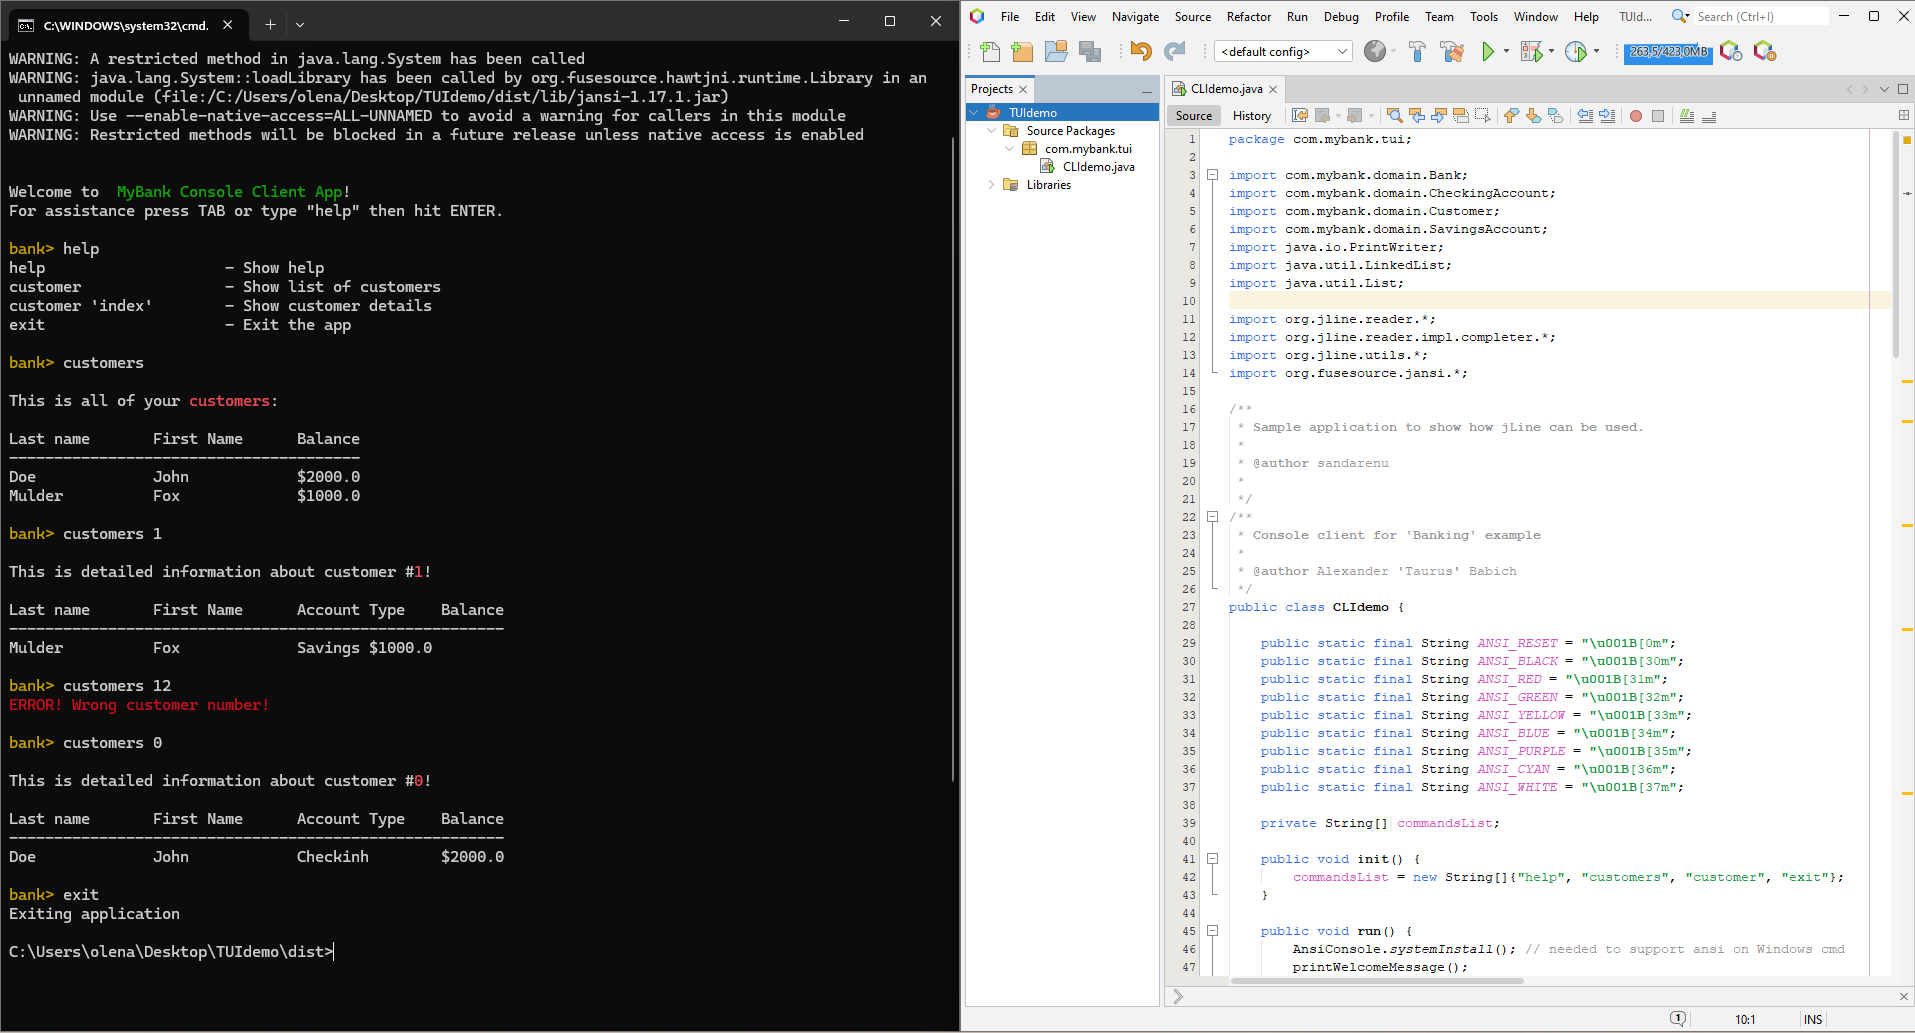 C:\WINDOWS\system32\cmd.
WARNING: A restricted method in java.lang.System has been called
WARNING: java.lang.System::loadLibrary has been called by org.fusesource.hawtjni.runtime.Library in an
unnamed module (file:/C:/Users/olena/Desktop/TUIdemo/dist/lib/jansi-1.17.1.jar)
WARNING: Use --enable-native-access=ALL-UNNAMED to avoid a warning for callers in this module
WARNING: Restricted methods will be blocked in a future release unless native access is enabled
Welcome to  MyBank Console Client App!
For assistance press TAB or type "help" then hit ENTER.
bank> help
help                    - Show help
customer                - Show list of customers
customer 'index'        - Show customer details
exit                    - Exit the app
bank> customers
This is all of your customers:
Last name       First Name      Balance
---------------------------------------
Doe             John            $2000.0
Mulder          Fox             $1000.0
bank> customers 1
This is detailed information about customer #1!
Last name       First Name      Account Type    Balance
-------------------------------------------------------
Mulder          Fox             Savings $1000.0
bank> customers 12
ERROR! Wrong customer number!
bank> customers 0
This is detailed information about customer #0!
Last name       First Name      Account Type    Balance
-------------------------------------------------------
Doe             John            Checkinh        $2000.0
bank> exit
Exiting application
C:\Users\olena\Desktop\TUIdemo\dist>
File Edit View Navigate Source Refactor Run Debug Profile Team Tools Window Help TUId... Search (Ctrl+I)
<default config> 263,5/423,0MB
Projects
TUIdemo
Source Packages
com.mybank.tui
CLIdemo.java
Libraries
CLIdemo.java
Source History
1 package com.mybank.tui;
2
3 import com.mybank.domain.Bank;
4 import com.mybank.domain.CheckingAccount;
5 import com.mybank.domain.Customer;
6 import com.mybank.domain.SavingsAccount;
7 import java.io.PrintWriter;
8 import java.util.LinkedList;
9 import java.util.List;
10
11 import org.jline.reader.*;
12 import org.jline.reader.impl.completer.*;
13 import org.jline.utils.*;
14 import org.fusesource.jansi.*;
15
16 /**
17 * Sample application to show how jLine can be used.
18 *
19 * @author sandarenu
20 *
21 */
22 /**
23 * Console client for 'Banking' example
24 *
25 * @author Alexander 'Taurus' Babich
26 */
27 public class CLIdemo {
28
29 public static final String ANSI_RESET = "\u001B[0m";
30 public static final String ANSI_BLACK = "\u001B[30m";
31 public static final String ANSI_RED = "\u001B[31m";
32 public static final String ANSI_GREEN = "\u001B[32m";
33 public static final String ANSI_YELLOW = "\u001B[33m";
34 public static final String ANSI_BLUE = "\u001B[34m";
35 public static final String ANSI_PURPLE = "\u001B[35m";
36 public static final String ANSI_CYAN = "\u001B[36m";
37 public static final String ANSI_WHITE = "\u001B[37m";
38
39 private String[] commandsList;
40
41 public void init() {
42 commandsList = new String[]{"help", "customers", "customer", "exit"};
43 }
44
45 public void run() {
46 AnsiConsole.systemInstall(); // needed to support ansi on Windows cmd
47 printWelcomeMessage();
1 10:1 INS